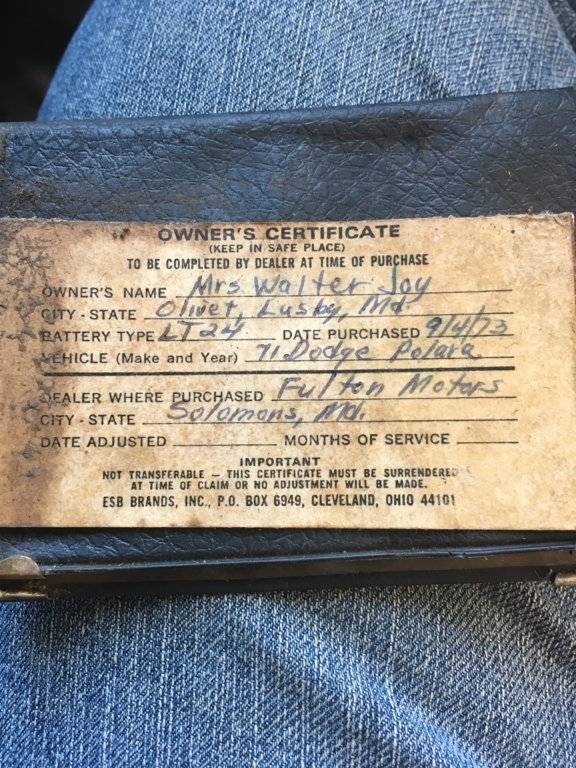 OWNER'S CERTIFICATE
(KEEP IN SAFE PLACE)
TO BE COMPLETED BY DEALER AT TIME OF PURCHASE
OWNER'S NAME Mrs Walter Joy
CITY - STATE Olivet, Lusby, Md.
BATTERY TYPE LT24 DATE PURCHASED 9/4/73
VEHICLE (Make and Year) 71 Dodge Polara
DEALER WHERE PURCHASED Fulton Motors
CITY - STATE Solomons, Md.
DATE ADJUSTED MONTHS OF SERVICE
IMPORTANT
NOT TRANSFERABLE — THIS CERTIFICATE MUST BE SURRENDERED
AT TIME OF CLAIM OR NO ADJUSTMENT WILL BE MADE.
ESB BRANDS, INC., P.O. BOX 6949, CLEVELAND, OHIO 44101